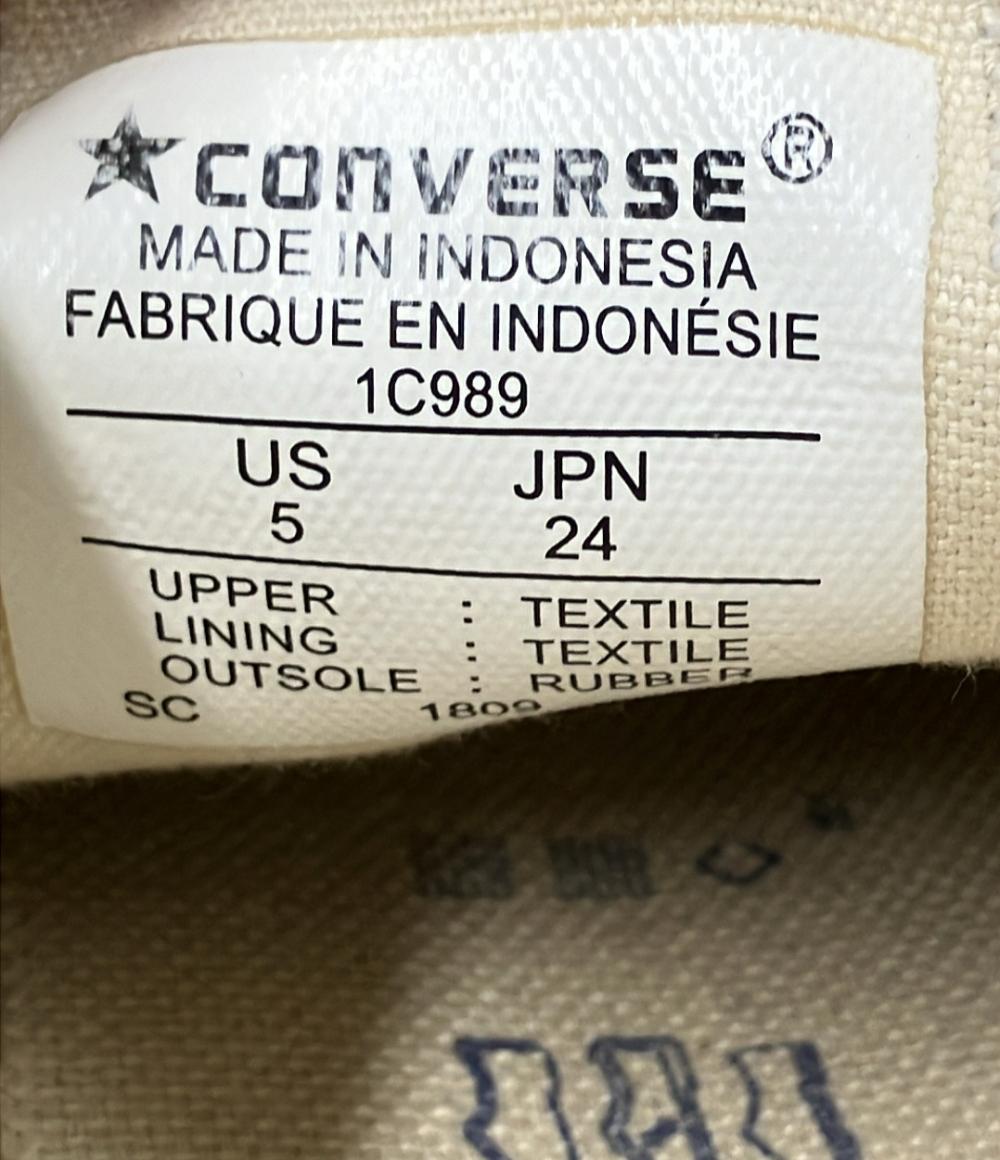 CONVERSE®
MADE IN INDONESIA
FABRIQUE EN INDONÉSIE
1C989
US JPN
5 24
UPPER : TEXTILE
LINING : TEXTILE
OUTSOLE : RUBBER
SC 1809